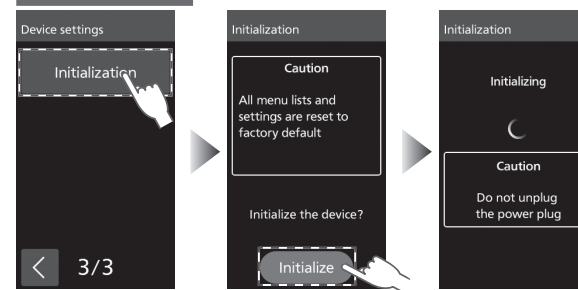 Device settings
Initialization
3/3
Initialization
Caution
All menu lists and
settings are reset to
factory default
Initialize the device?
Initialize
Initialization
Initializing
Caution
Do not unplug
the power plug